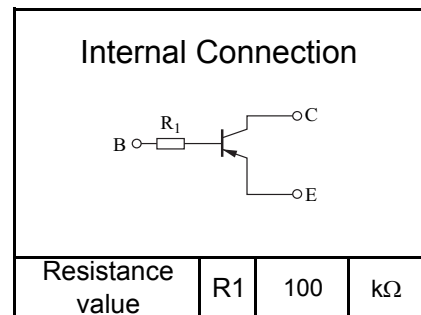 Internal Connection
C
R1
B
E
Resistance value R1 100 kΩ